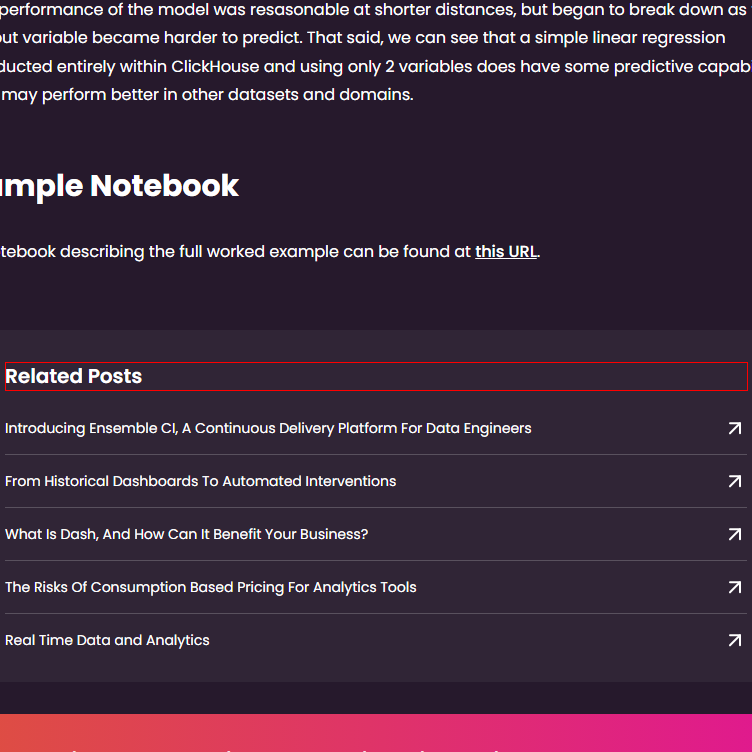 performance of the model was resasonable at shorter distances, but began to break down as
variable became harder to predict. That said, we can see that a simple linear regression
entirely within ClickHouse and using only 2 variables does have some predictive
may perform better in other datasets and domains.
Notebook
describing the full worked example can be found at this URL.
Related Posts
Introducing Ensemble CI, A Continuous Delivery Platform For Data Engineers
From Historical Dashboards To Automated Interventions
What Is Dash, And How Can It Benefit Your Business?
The Risks Of Consumption Based Pricing For Analytics Tools
Real Time Data and Analytics